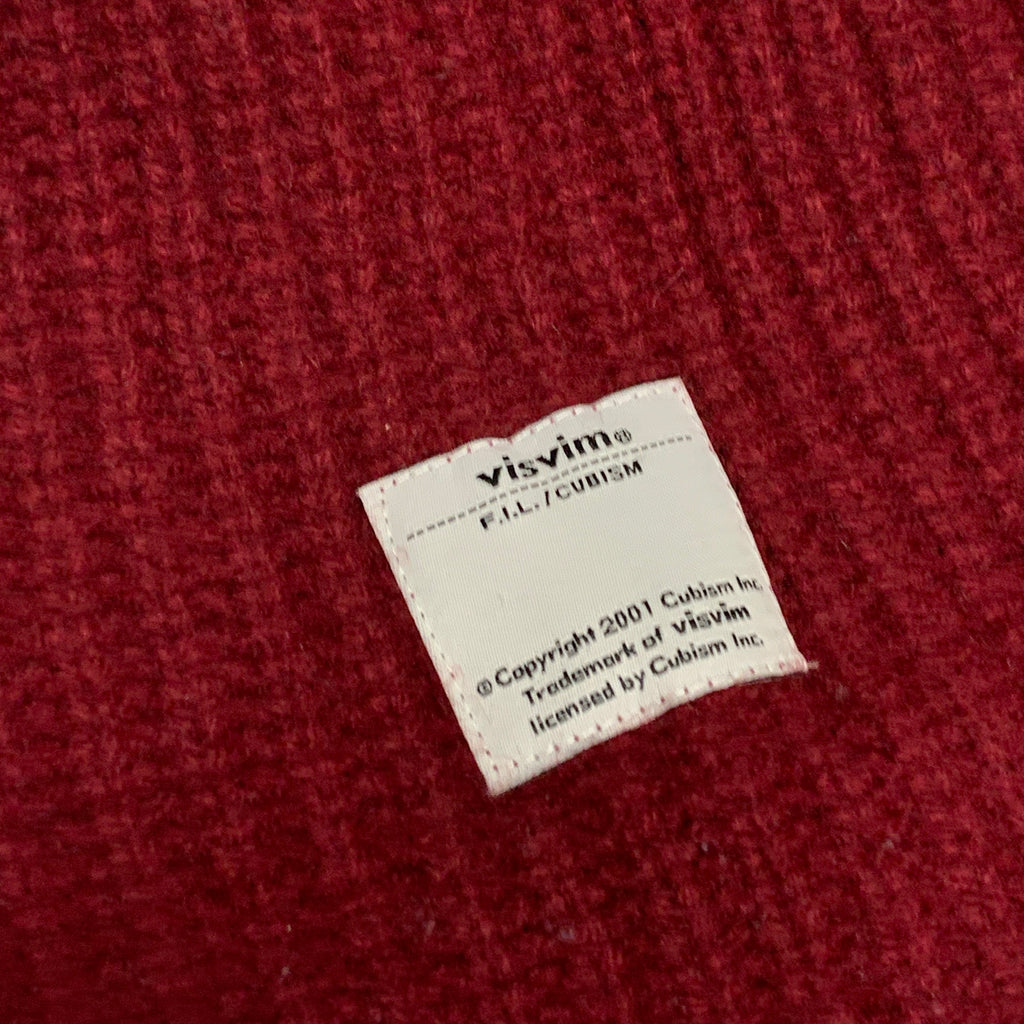 visvim®
F.I.L./CUBISM
©Copyright 2001 Cubism Inc.
Trademark of visvim
licensed by Cubism Inc.